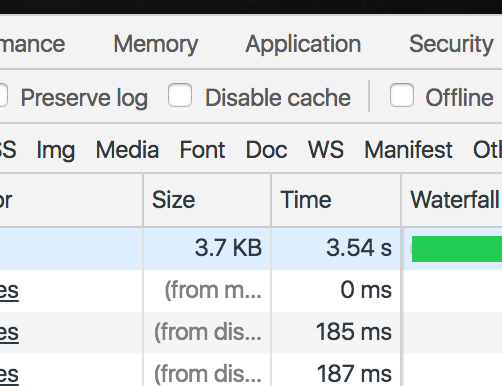 mance Memory Application Security
Preserve log Disable cache Offline
SS Img Media Font Doc WS Manifest Oth
or Size Time Waterfall
3.7 KB 3.54 s
es (from m... 0 ms
es (from dis... 185 ms
es (from dis... 187 ms